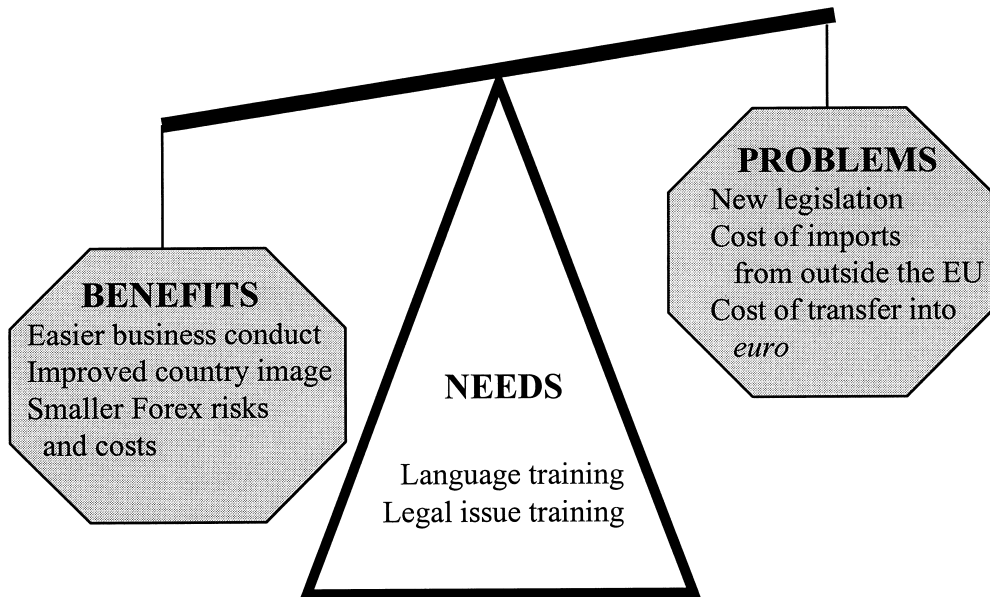 BENEFITS
Easier business conduct
Improved country image
Smaller Forex risks
and costs
NEEDS
Language training
Legal issue training
PROBLEMS
New legislation
Cost of imports
from outside the EU
Cost of transfer into
euro